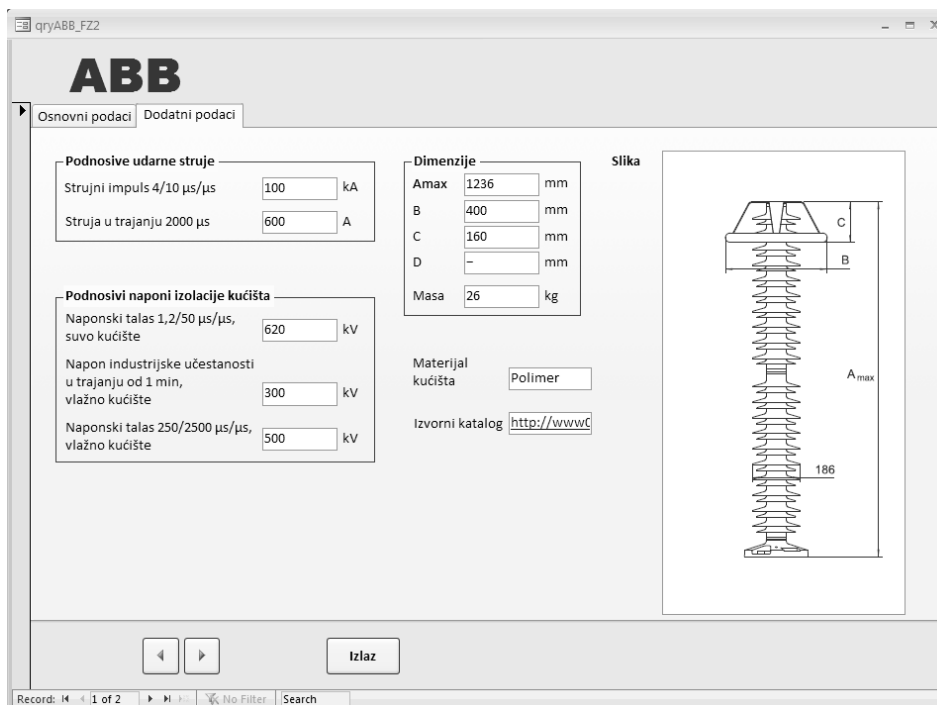 qryABB_FZ2
ABB
Osnovni podaci Dodatni podaci
Podnosive udarne struje
Strujni impuls 4/10 μs/μs 100 kA
Struja u trajanju 2000 μs 600 A
Podnosivi naponi izolacije kućišta
Naponski talas 1,2/50 μs/μs,
suvo kućište 620 kV
Napon industrijske učestanosti
u trajanju od 1 min,
vlažno kućište 300 kV
Naponski talas 250/2500 μs/μs,
vlažno kućište 500 kV
Dimenzije
Amax 1236 mm
B 400 mm
C 160 mm
D – mm
Masa 26 kg
Materijal
kućišta Polimer
Izvorni katalog http://www0
Slika
C
B
A max
186
Izlaz
Record: 1 of 2 No Filter Search